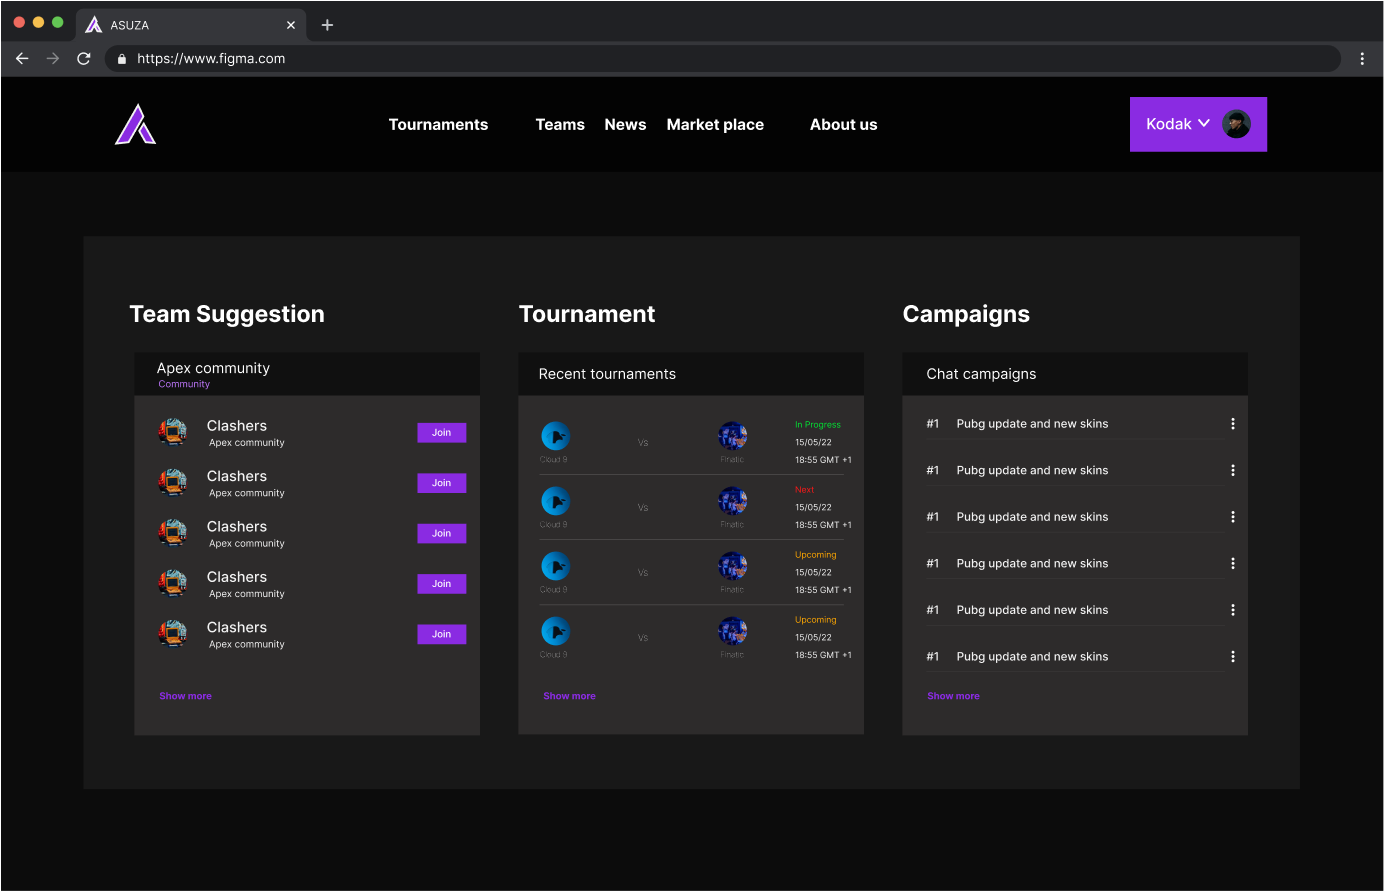 ASUZA
https://www.figma.com
Tournaments Teams News Market place About us
Kodak
Team Suggestion
Apex community
Community
Clashers
Apex community
Join
Clashers
Apex community
Join
Clashers
Apex community
Join
Clashers
Apex community
Join
Clashers
Apex community
Join
Show more
Tournament
Recent tournaments
Cloud 9
Vs
Fnatic
In Progress
15/05/22
18:55 GMT +1
Cloud 9
Vs
Fnatic
Next
15/05/22
18:55 GMT +1
Cloud 9
Vs
Fnatic
Upcoming
15/05/22
18:55 GMT +1
Cloud 9
Vs
Fnatic
Upcoming
15/05/22
18:55 GMT +1
Show more
Campaigns
Chat campaigns
#1 Pubg update and new skins
#1 Pubg update and new skins
#1 Pubg update and new skins
#1 Pubg update and new skins
#1 Pubg update and new skins
#1 Pubg update and new skins
Show more